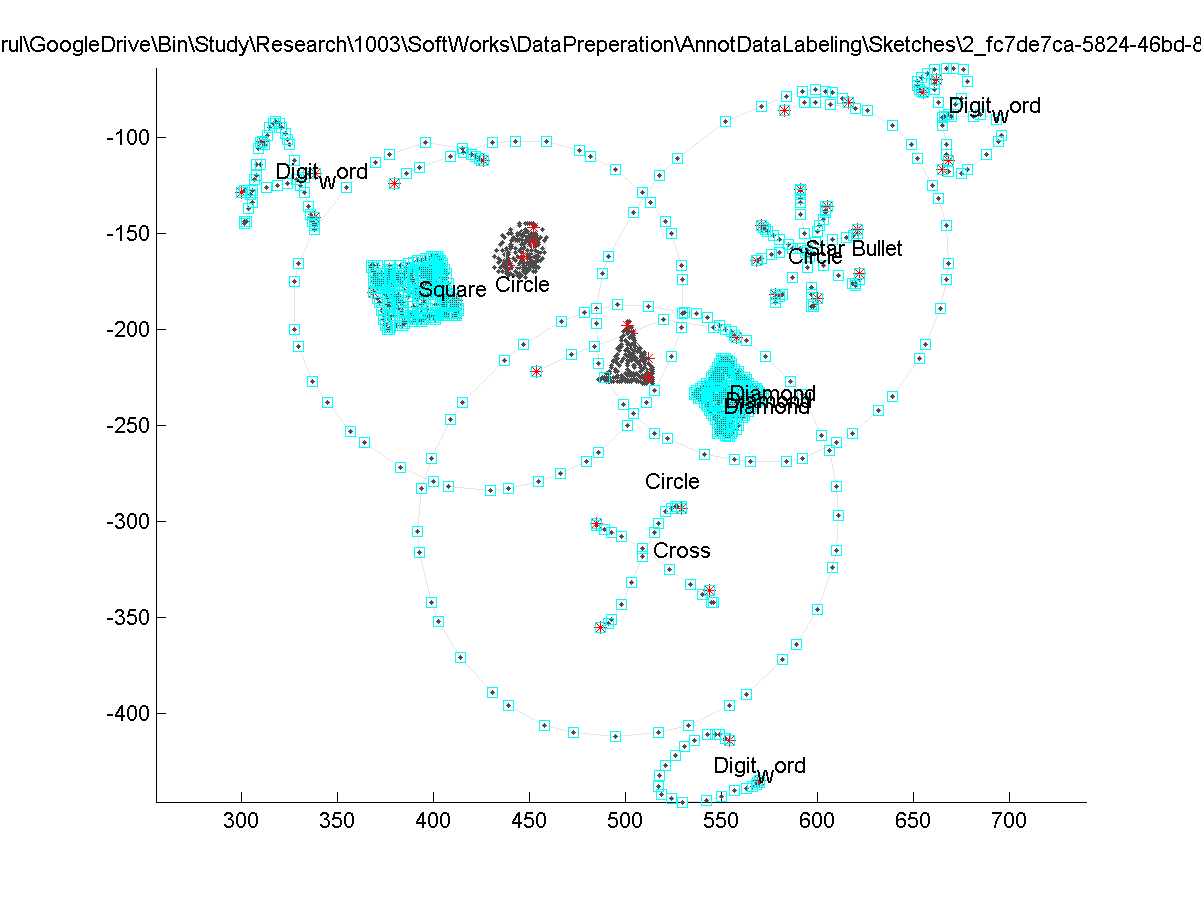 rul\GoogleDrive\Bin\Study\Research\1003\SoftWorks\DataPreperation\AnnotDataLabeling\Sketches\2_fc7de7ca-5824-46bd-8
Digit_word
-100
A
Digit_word
B
-150
Star Bullet
Circle
Circle
Square
-200
Diamond
Diamond
Diamond
-250
Circle
-300
Cross
-350
-400
Digit_word
C
300 350 400 450 500 550 600 650 700